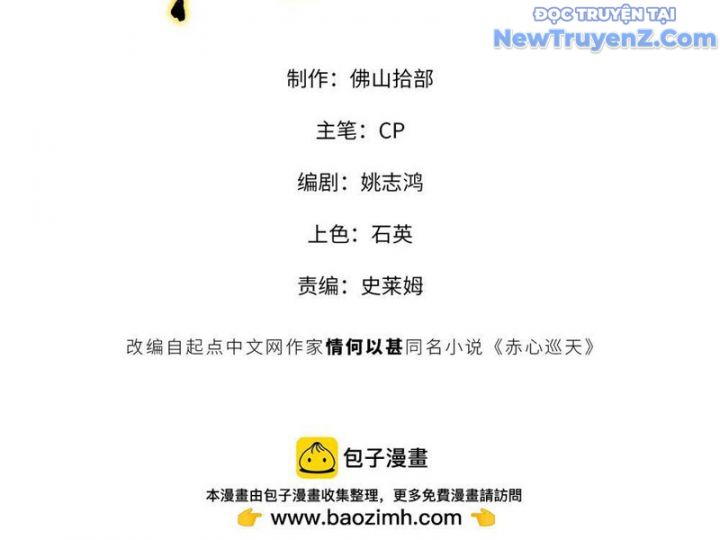 ĐỌC TRUYỆN TẠI
NewTruyenZ.Com
制作：佛山拾部
主笔：CP
编剧：姚志鸿
上色：石英
责编：史莱姆
改编自起点中文网作家情何以甚同名小说《赤心巡天》
包子漫畫
本漫畫由包子漫畫收集整理，更多免費漫畫請訪問
👉 www.baozimh.com 👈